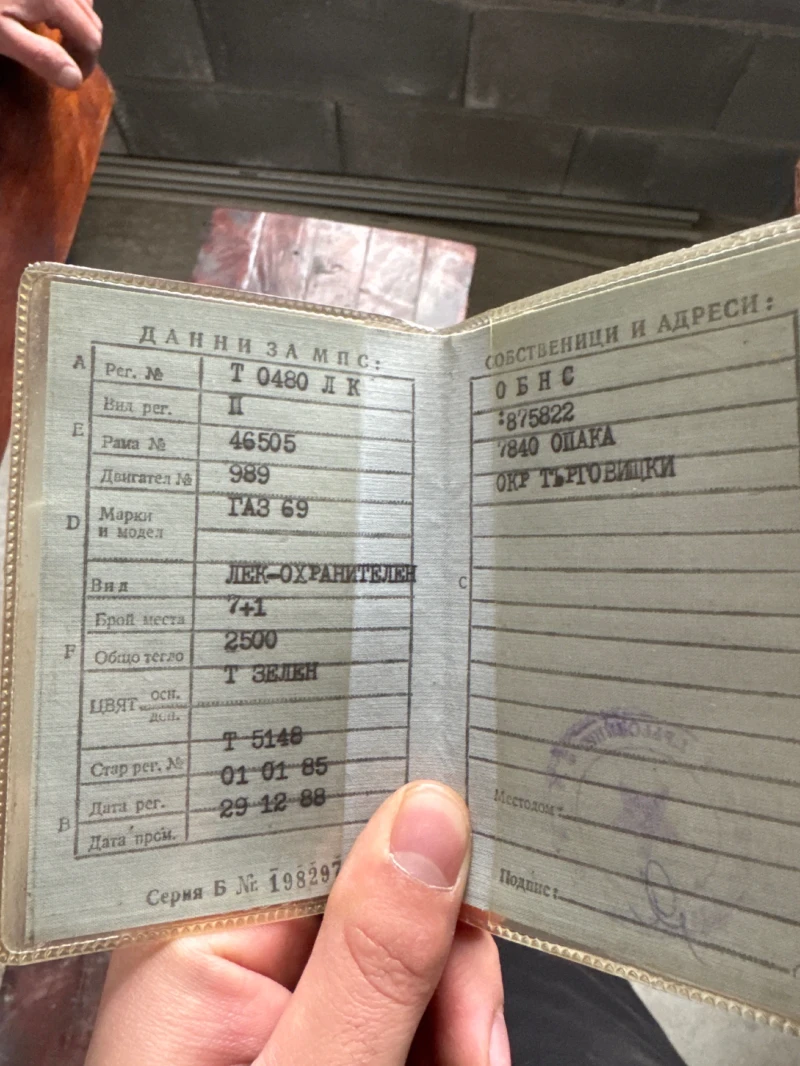 ДАННИ ЗА МПС:
А Рег. № Т 0480 ЛК
Вид рег. П
Е Рама № 46505
Двигател № 989
D Марки и модел ГАЗ 69
Вид ЛЕК-ОХРАНИТЕЛЕН
Брой места 7+1
F Общо тегло 2500
ЦВЯТ осн. Т ЗЕЛЕН
доп.
Стар рег. № Т 5148
Дата рег. 01 01 85
В Дата пром. 29 12 88
Серия Б № 198297
СОБСТВЕНИЦИ И АДРЕСИ:
ОБНС
:875822
7840 ОПАКА
ОКР ТЪРГОВИЩКИ
С
Местодом:
Подпис: